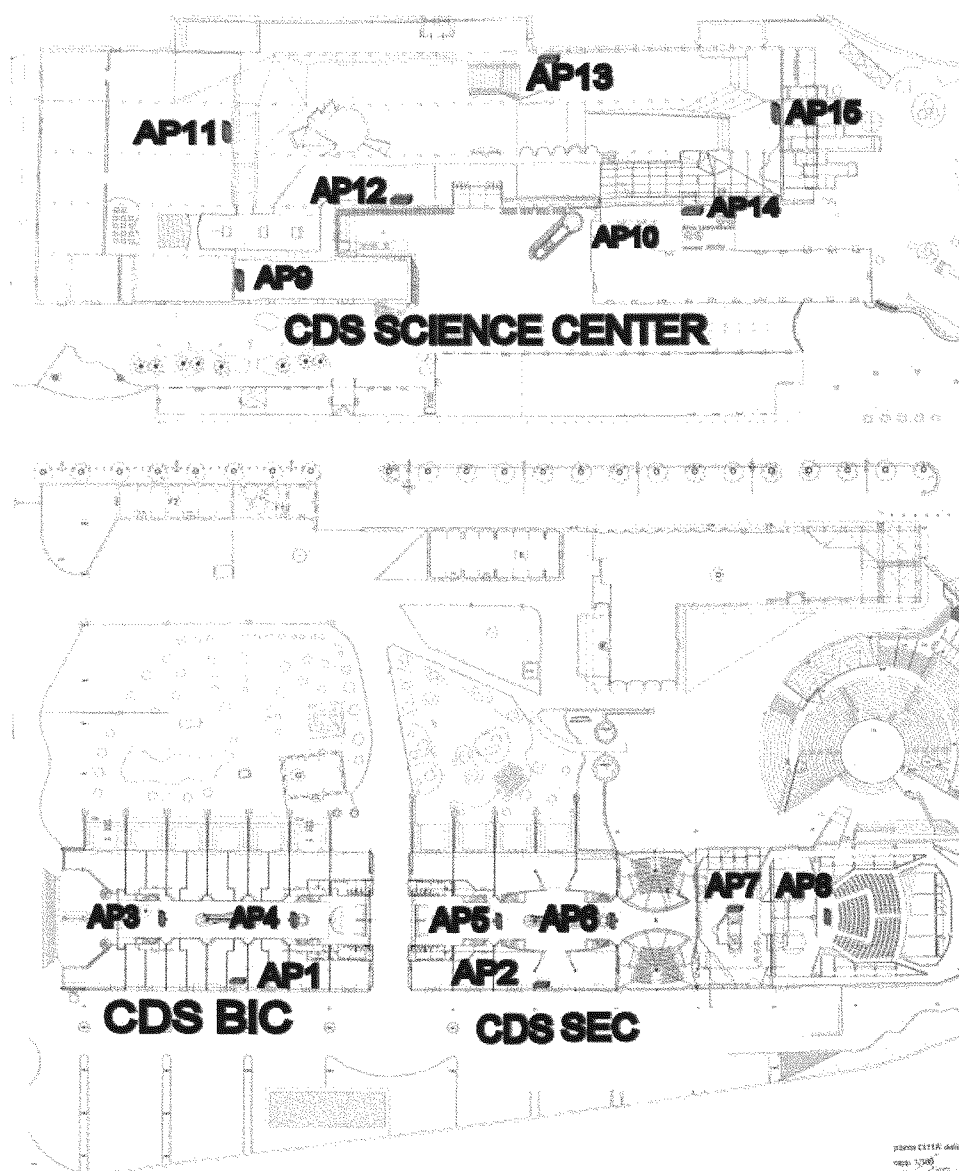 AP13
AP15
AP11
AP12
AP14
AP10
AP9
CDS SCIENCE CENTER
AP7 AP8
AP3 AP4 AP5 AP6
AP1 AP2
CDS BIC
CDS SEC